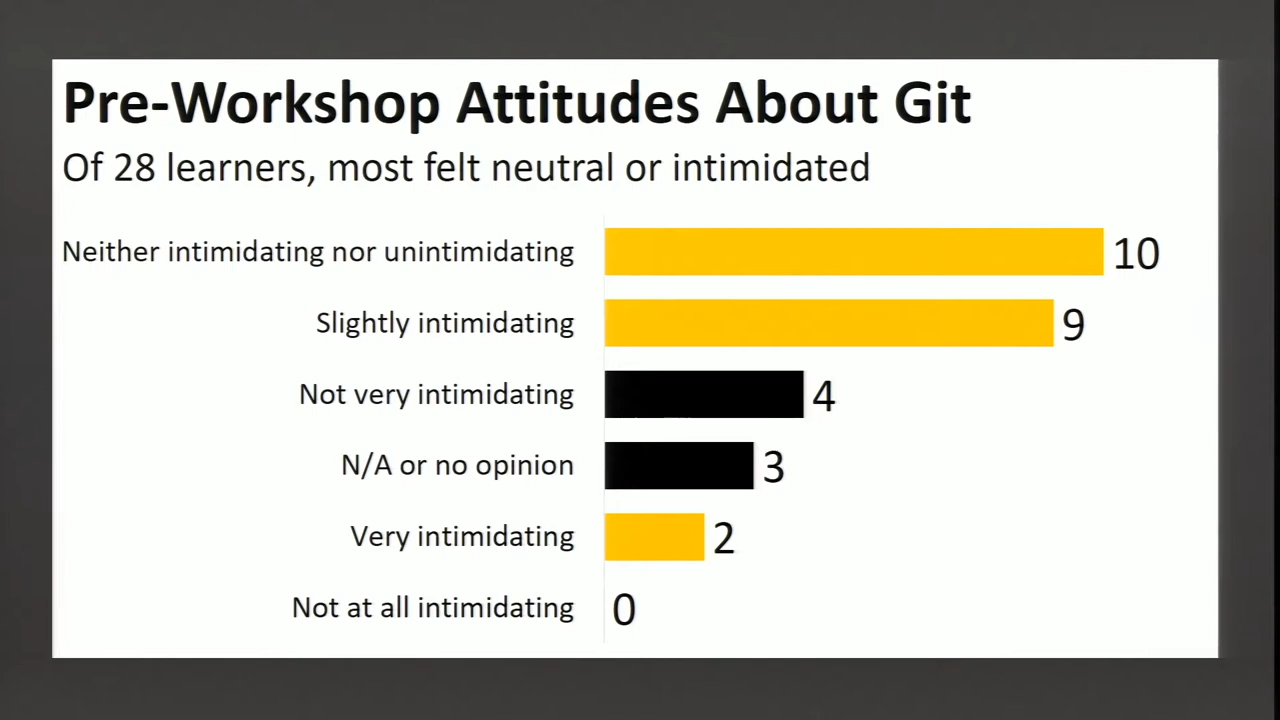 Pre-Workshop Attitudes About Git
Of 28 learners, most felt neutral or intimidated
Neither intimidating nor unintimidating 10
Slightly intimidating 9
Not very intimidating 4
N/A or no opinion 3
Very intimidating 2
Not at all intimidating 0